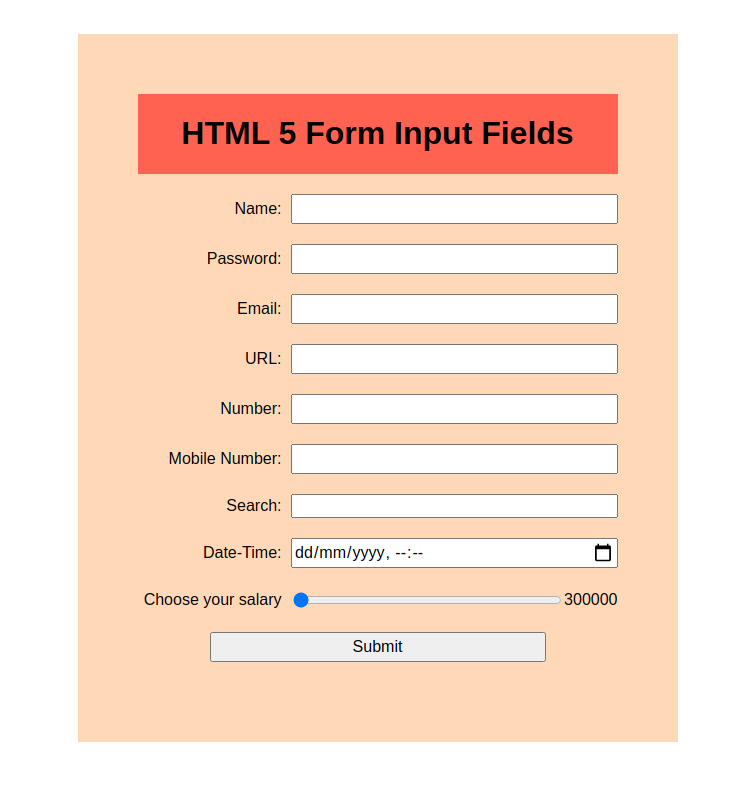 HTML 5 Form Input Fields
Name:
Password:
Email:
URL:
Number:
Mobile Number:
Search:
Date-Time: dd/mm/yyyy, --:--
Choose your salary 300000
Submit